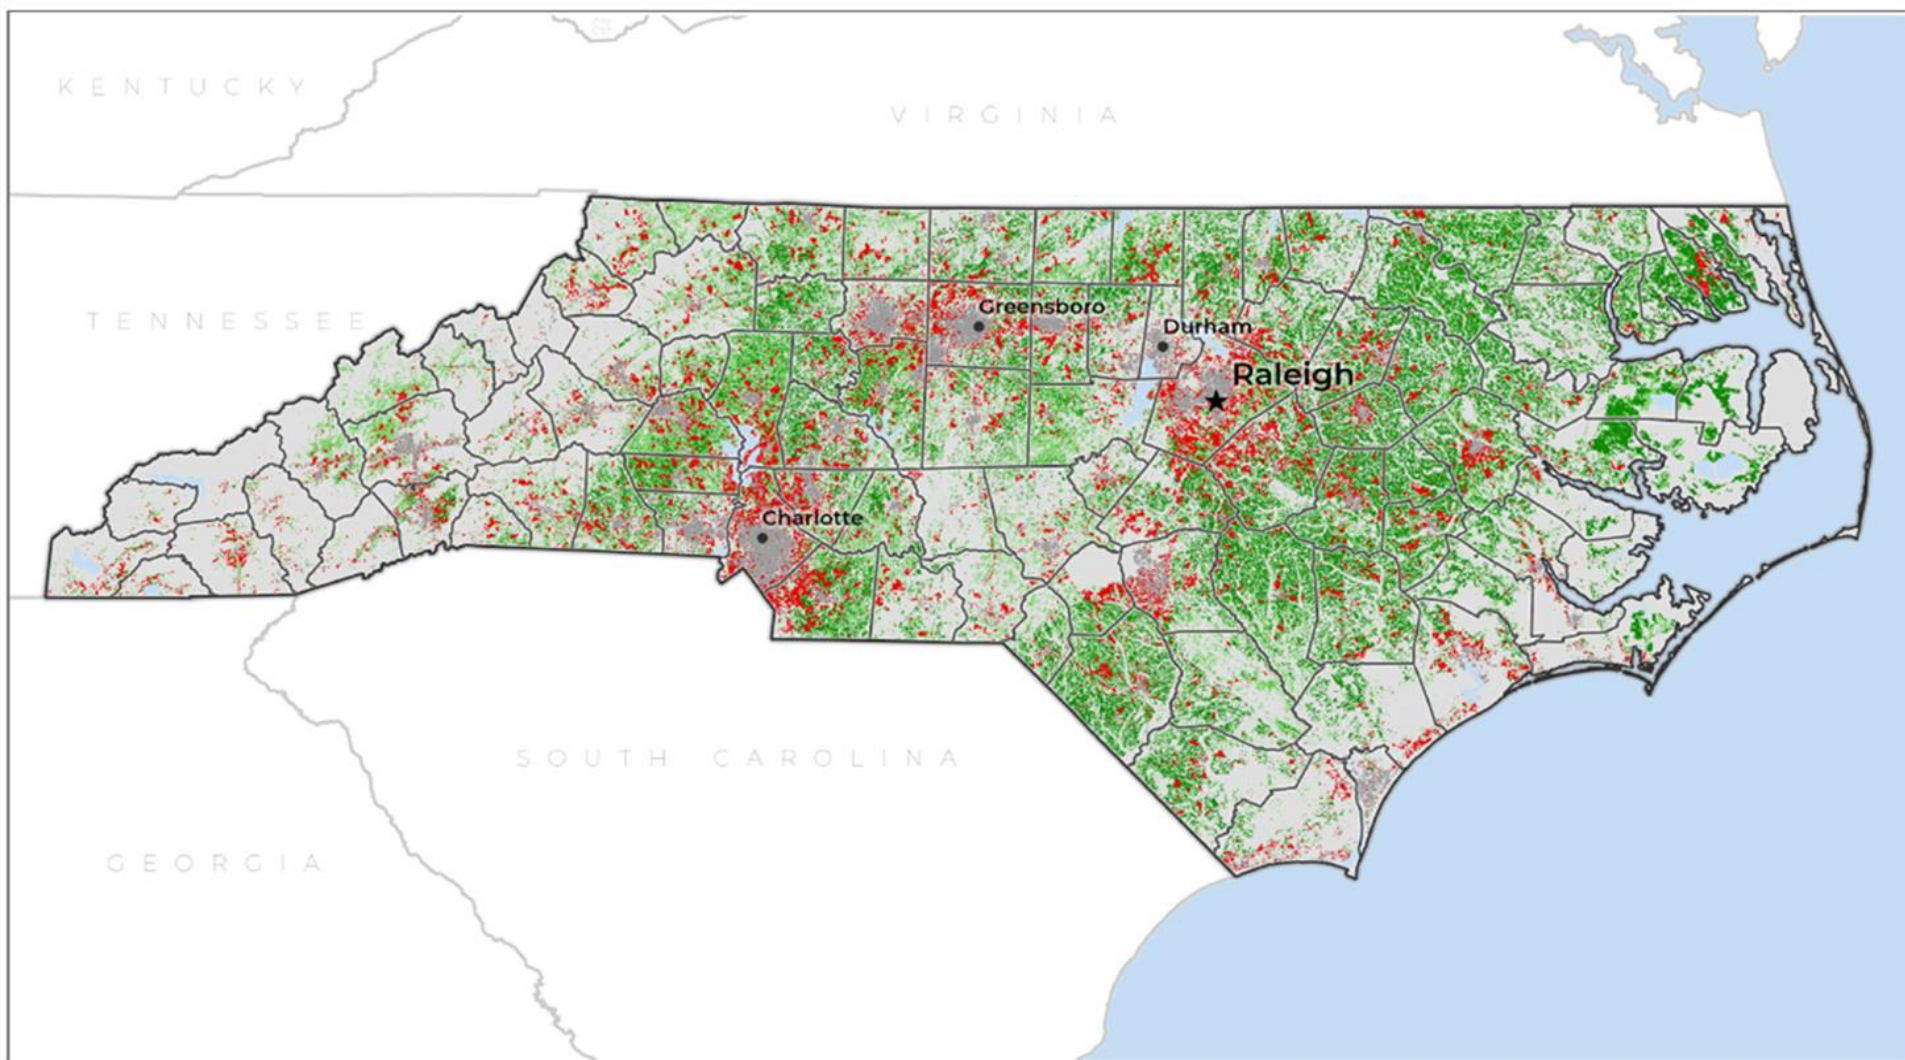 KENTUCKY
VIRGINIA
TENNESSEE
Greensboro
Durham
Raleigh
Charlotte
SOUTH CAROLINA
GEORGIA